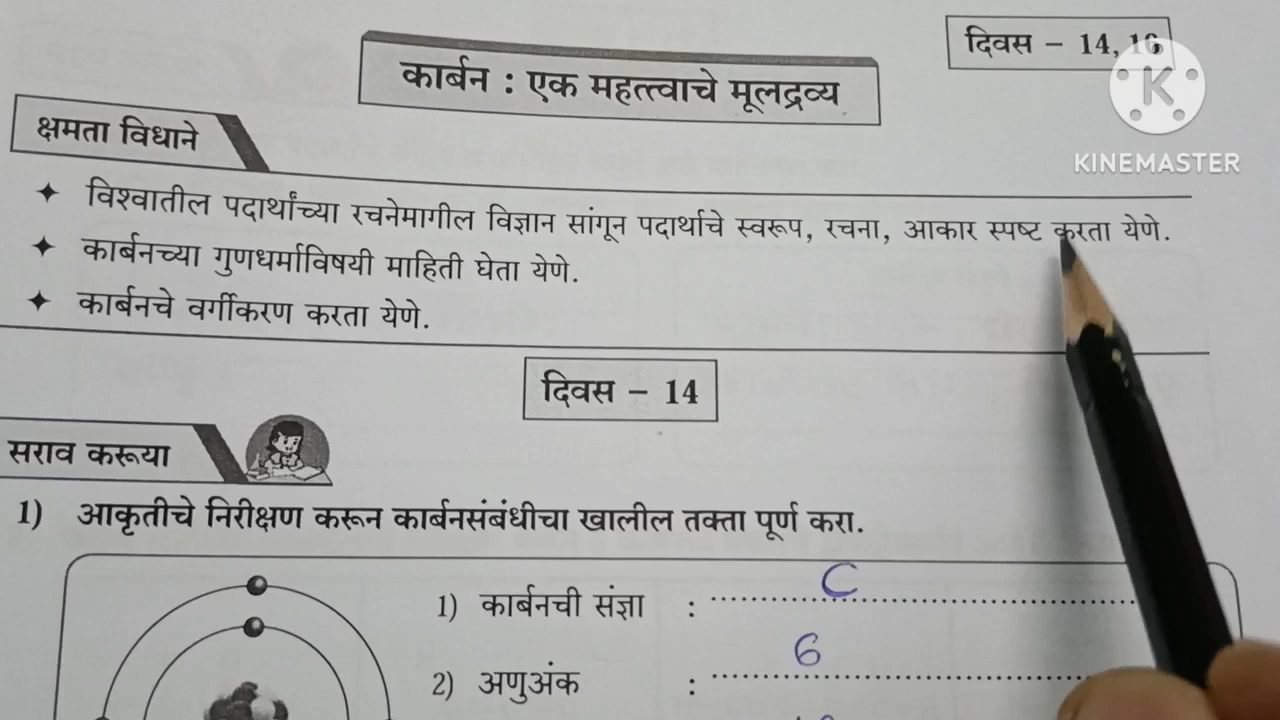 दिवस – 14, 16
कार्बन : एक महत्त्वाचे मूलद्रव्य
K
KINEMASTER
क्षमता विधाने
विश्वातील पदार्थांच्या रचनेमागील विज्ञान सांगून पदार्थाचे स्वरूप, रचना, आकार स्पष्ट करता येणे.
कार्बनच्या गुणधर्माविषयी माहिती घेता येणे.
कार्बनचे वर्गीकरण करता येणे.
दिवस – 14
सराव करूया
1) आकृतीचे निरीक्षण करून कार्बनसंबंधीचा खालील तक्ता पूर्ण करा.
1) कार्बनची संज्ञा : C
2) अणुअंक : 6